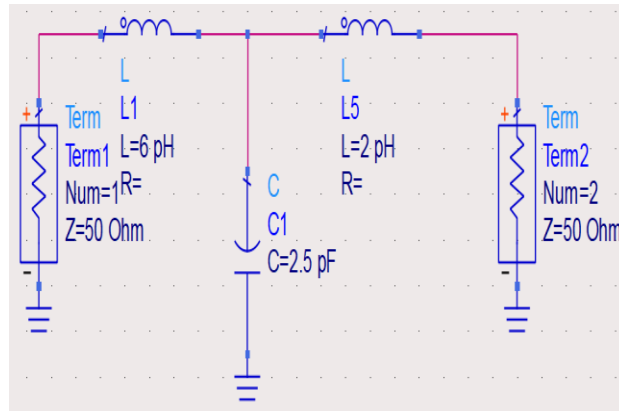 L
L1
L=6 pH
R=
L
L5
L=2 pH
R=
+
Term
Term1
Num=1
Z=50 Ohm
-
C
C1
C=2.5 pF
+
Term
Term2
Num=2
Z=50 Ohm
-